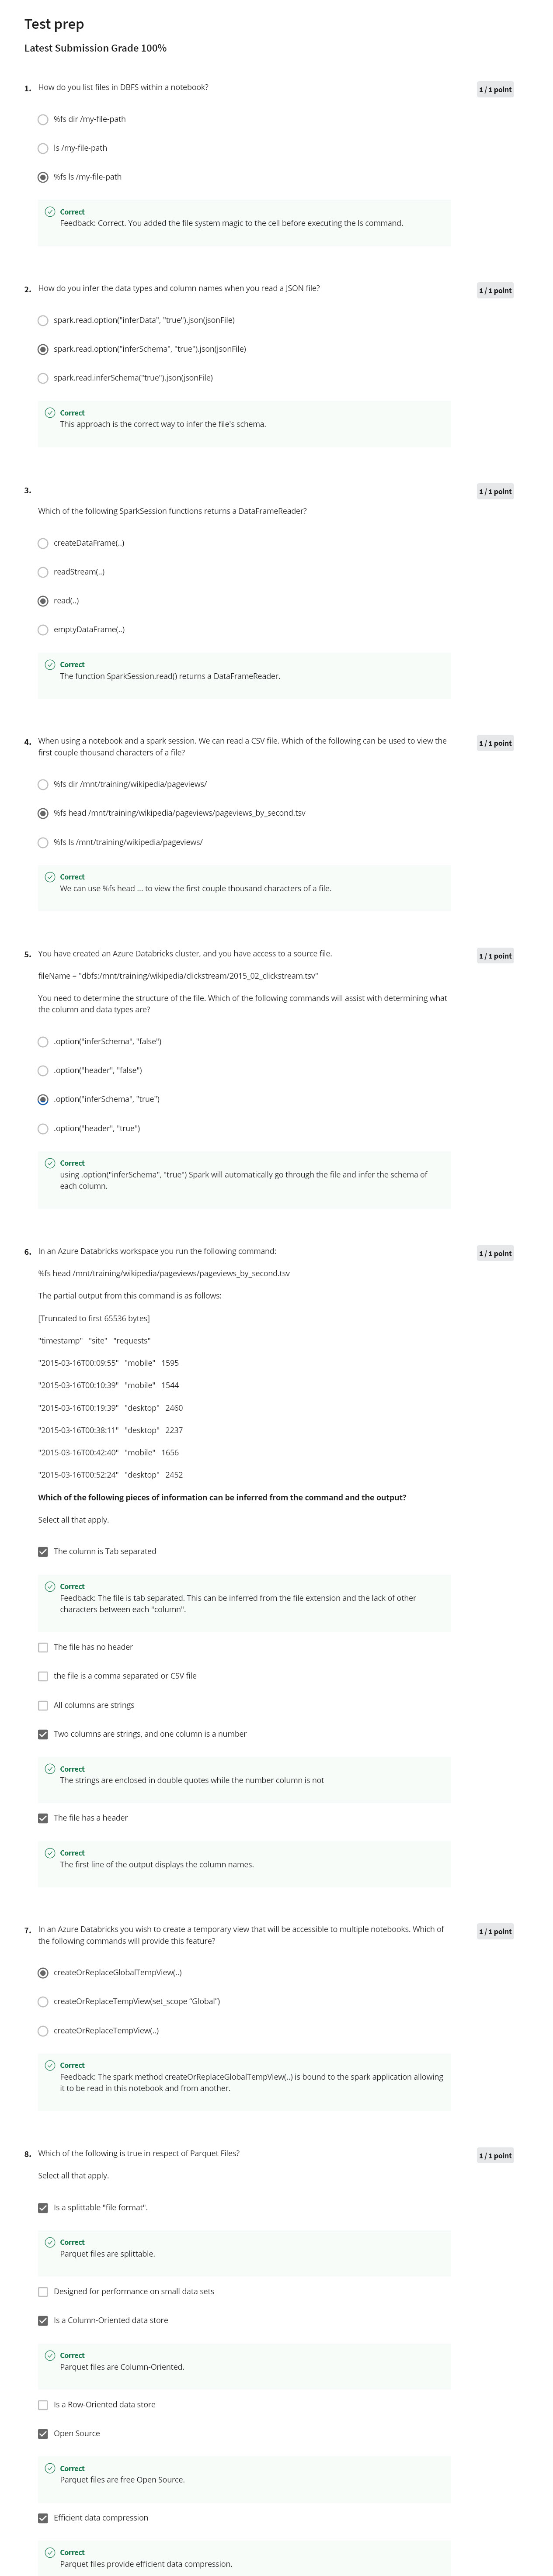 Test prep
Latest Submission Grade 100%
1. How do you list files in DBFS within a notebook?
1 / 1 point
%fs dir /my-file-path
ls /my-file-path
%fs ls /my-file-path
Correct
Feedback: Correct. You added the file system magic to the cell before executing the ls command.
2. How do you infer the data types and column names when you read a JSON file?
1 / 1 point
spark.read.option("inferData", "true").json(jsonFile)
spark.read.option("inferSchema", "true").json(jsonFile)
spark.read.inferSchema("true").json(jsonFile)
Correct
This approach is the correct way to infer the file's schema.
3.
1 / 1 point
Which of the following SparkSession functions returns a DataFrameReader?
createDataFrame(..)
readStream(..)
read(..)
emptyDataFrame(..)
Correct
The function SparkSession.read() returns a DataFrameReader.
4. When using a notebook and a spark session. We can read a CSV file. Which of the following can be used to view the
first couple thousand characters of a file?
1 / 1 point
%fs dir /mnt/training/wikipedia/pageviews/
%fs head /mnt/training/wikipedia/pageviews/pageviews_by_second.tsv
%fs ls /mnt/training/wikipedia/pageviews/
Correct
We can use %fs head ... to view the first couple thousand characters of a file.
5. You have created an Azure Databricks cluster, and you have access to a source file.
1 / 1 point
fileName = "dbfs:/mnt/training/wikipedia/clickstream/2015_02_clickstream.tsv"
You need to determine the structure of the file. Which of the following commands will assist with determining what
the column and data types are?
.option("inferSchema", "false")
.option("header", "false")
.option("inferSchema", "true")
.option("header", "true")
Correct
using .option("inferSchema", "true") Spark will automatically go through the file and infer the schema of
each column.
6. In an Azure Databricks workspace you run the following command:
1 / 1 point
%fs head /mnt/training/wikipedia/pageviews/pageviews_by_second.tsv
The partial output from this command is as follows:
[Truncated to first 65536 bytes]
"timestamp" "site" "requests"
"2015-03-16T00:09:55" "mobile" 1595
"2015-03-16T00:10:39" "mobile" 1544
"2015-03-16T00:19:39" "desktop" 2460
"2015-03-16T00:38:11" "desktop" 2237
"2015-03-16T00:42:40" "mobile" 1656
"2015-03-16T00:52:24" "desktop" 2452
Which of the following pieces of information can be inferred from the command and the output?
Select all that apply.
The column is Tab separated
Correct
Feedback: The file is tab separated. This can be inferred from the file extension and the lack of other
characters between each "column".
The file has no header
the file is a comma separated or CSV file
All columns are strings
Two columns are strings, and one column is a number
Correct
The strings are enclosed in double quotes while the number column is not
The file has a header
Correct
The first line of the output displays the column names.
7. In an Azure Databricks you wish to create a temporary view that will be accessible to multiple notebooks. Which of
the following commands will provide this feature?
1 / 1 point
createOrReplaceGlobalTempView(..)
createOrReplaceTempView(set_scope "Global")
createOrReplaceTempView(..)
Correct
Feedback: The spark method createOrReplaceGlobalTempView(..) is bound to the spark application allowing
it to be read in this notebook and from another.
8. Which of the following is true in respect of Parquet Files?
1 / 1 point
Select all that apply.
Is a splittable "file format".
Correct
Parquet files are splittable.
Designed for performance on small data sets
Is a Column-Oriented data store
Correct
Parquet files are Column-Oriented.
Is a Row-Oriented data store
Open Source
Correct
Parquet files are free Open Source.
Efficient data compression
Correct
Parquet files provide efficient data compression.